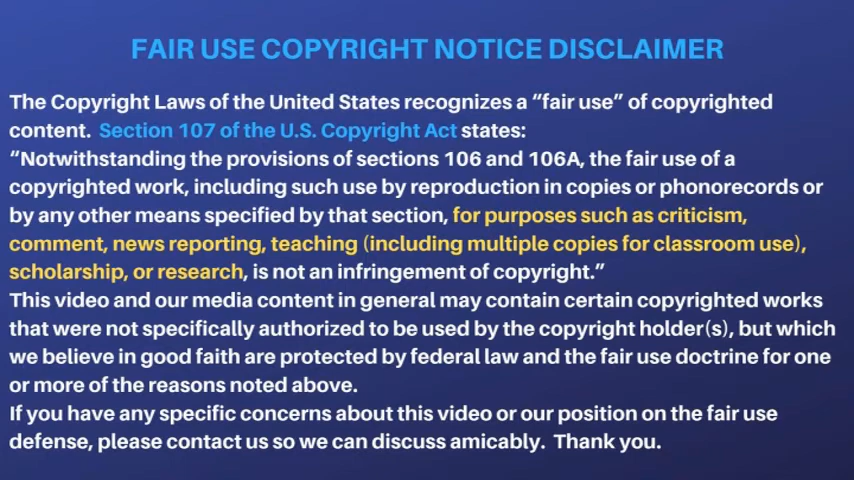 FAIR USE COPYRIGHT NOTICE DISCLAIMER
The Copyright Laws of the United States recognizes a “fair use” of copyrighted
content. Section 107 of the U.S. Copyright Act states:
“Notwithstanding the provisions of sections 106 and 106A, the fair use of a
copyrighted work, including such use by reproduction in copies or phonorecords or
by any other means specified by that section, for purposes such as criticism,
comment, news reporting, teaching (including multiple copies for classroom use),
scholarship, or research, is not an infringement of copyright.”
This video and our media content in general may contain certain copyrighted works
that were not specifically authorized to be used by the copyright holder(s), but which
we believe in good faith are protected by federal law and the fair use doctrine for one
or more of the reasons noted above.
If you have any specific concerns about this video or our position on the fair use
defense, please contact us so we can discuss amicably. Thank you.